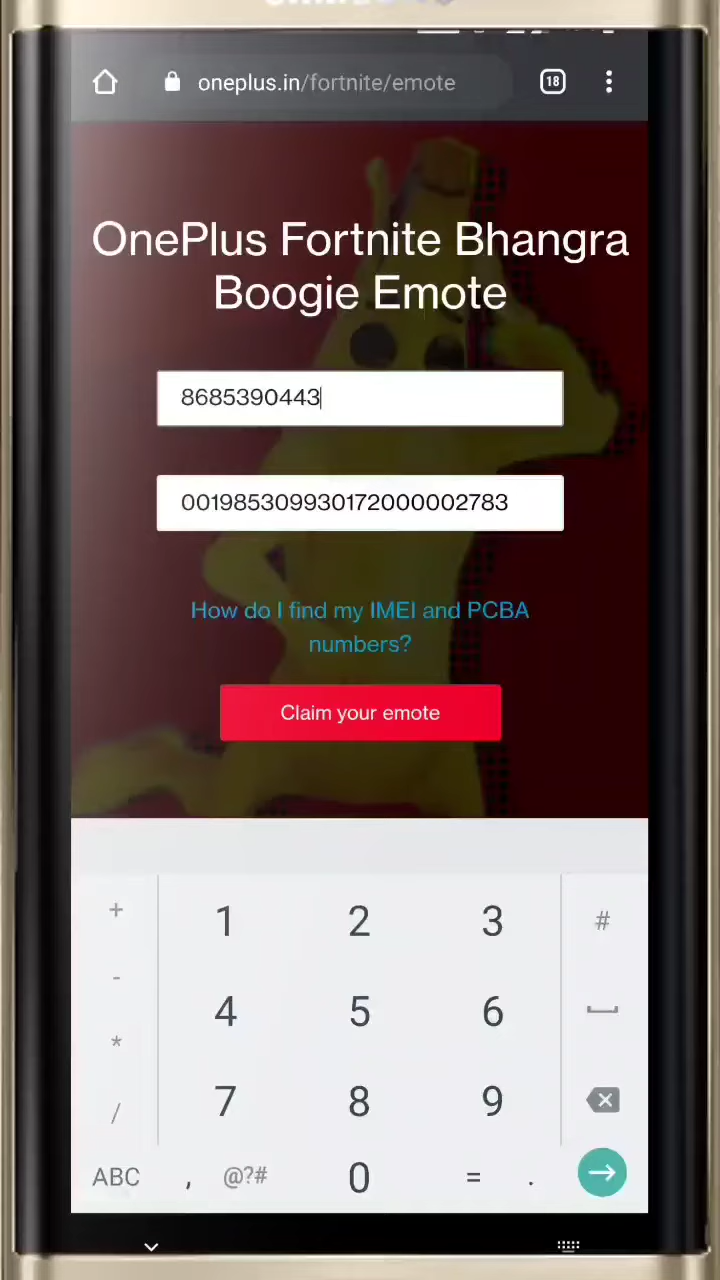 oneplus.in/fortnite/emote
18
OnePlus Fortnite Bhangra
Boogie Emote
8685390443
001985309930172000002783
How do I find my IMEI and PCBA
numbers?
Claim your emote
+ 1 2 3 #
-
4 5 6
*
7 8 9
/
ABC , @?# 0 = .